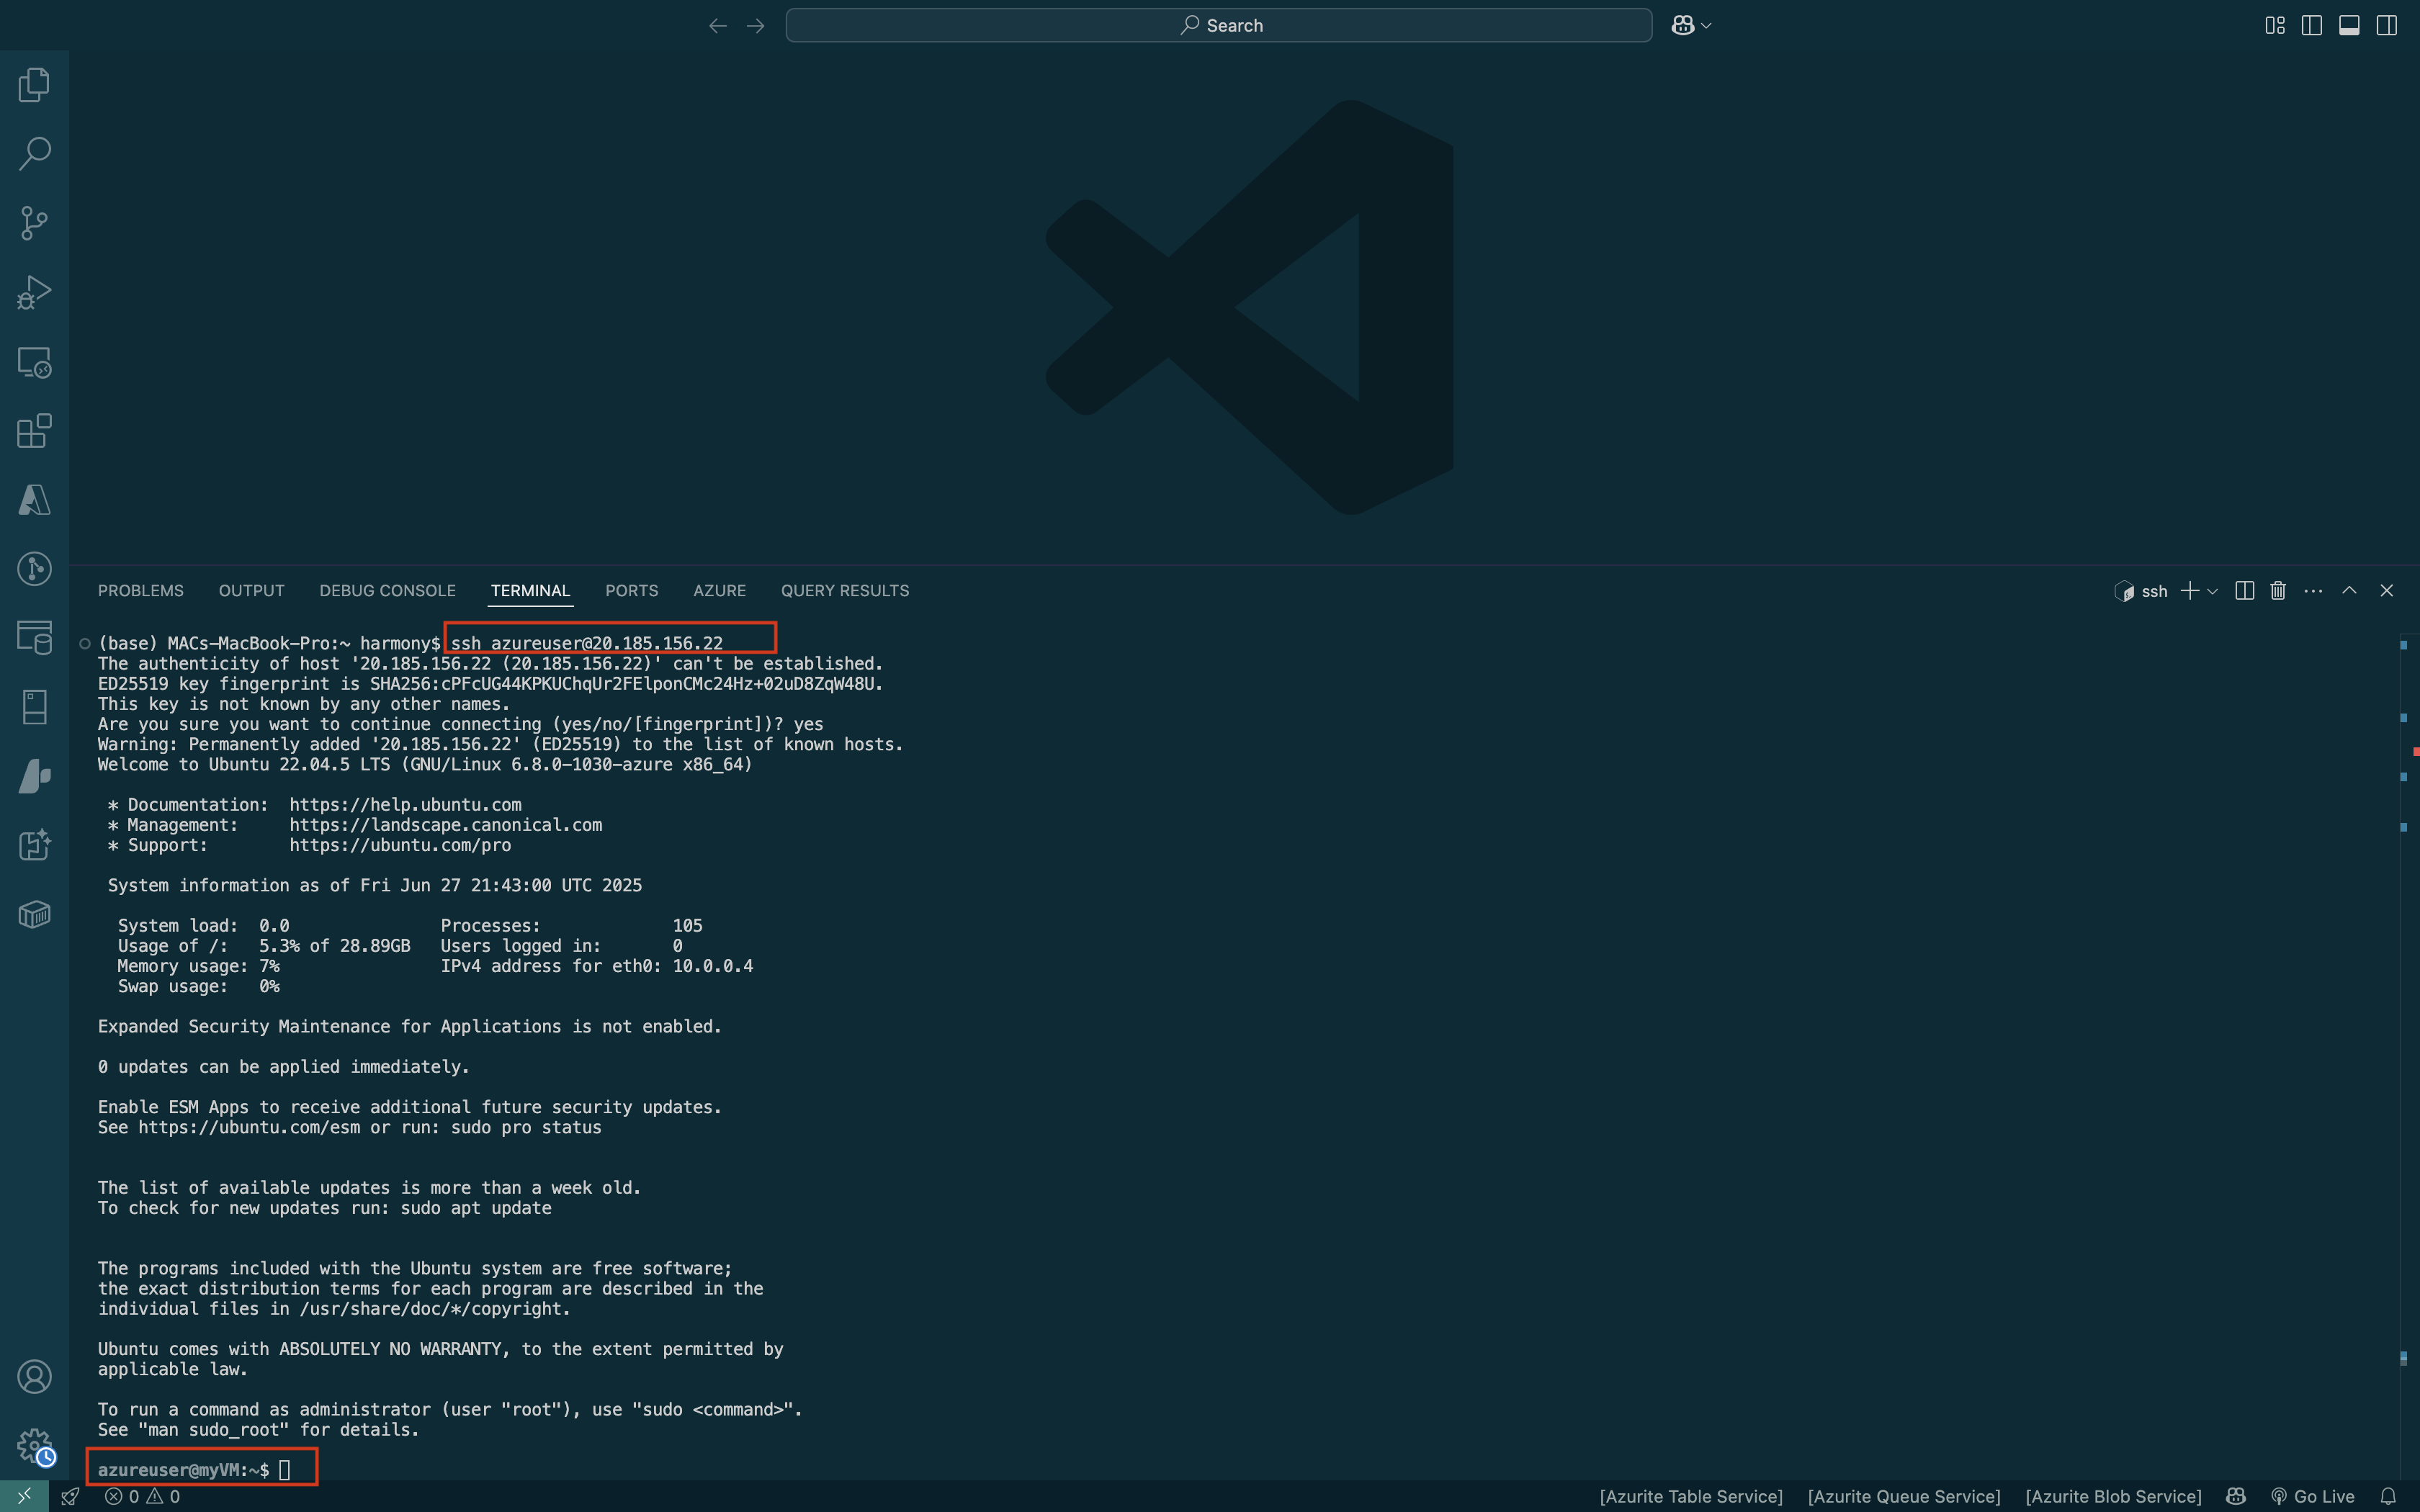 Search
PROBLEMS OUTPUT DEBUG CONSOLE TERMINAL PORTS AZURE QUERY RESULTS
ssh
(base) MACs-MacBook-Pro:~ harmony$ ssh azureuser@20.185.156.22
The authenticity of host '20.185.156.22 (20.185.156.22)' can't be established.
ED25519 key fingerprint is SHA256:cPFcUG44KPKUChqUr2FElponCMc24Hz+02uD8ZqW48U.
This key is not known by any other names.
Are you sure you want to continue connecting (yes/no/[fingerprint])? yes
Warning: Permanently added '20.185.156.22' (ED25519) to the list of known hosts.
Welcome to Ubuntu 22.04.5 LTS (GNU/Linux 6.8.0-1030-azure x86_64)
* Documentation:  https://help.ubuntu.com
* Management:     https://landscape.canonical.com
* Support:        https://ubuntu.com/pro
System information as of Fri Jun 27 21:43:00 UTC 2025
System load:  0.0               Processes:             105
Usage of /:   5.3% of 28.89GB   Users logged in:       0
Memory usage: 7%                IPv4 address for eth0: 10.0.0.4
Swap usage:   0%
Expanded Security Maintenance for Applications is not enabled.
0 updates can be applied immediately.
Enable ESM Apps to receive additional future security updates.
See https://ubuntu.com/esm or run: sudo pro status
The list of available updates is more than a week old.
To check for new updates run: sudo apt update
The programs included with the Ubuntu system are free software;
the exact distribution terms for each program are described in the
individual files in /usr/share/doc/*/copyright.
Ubuntu comes with ABSOLUTELY NO WARRANTY, to the extent permitted by
applicable law.
To run a command as administrator (user "root"), use "sudo <command>".
See "man sudo_root" for details.
azureuser@myVM:~$
0 0 [Azurite Table Service] [Azurite Queue Service] [Azurite Blob Service] Go Live